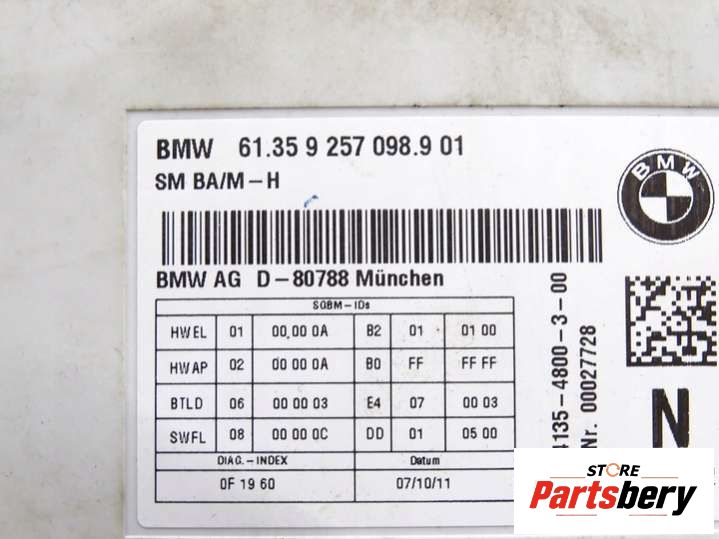 BMW 61.35 9 257 098.9 01
SM BA/M-H
BMW
BMW AG D-80788 München
SGBM-IDs
HWEL 01 00,00 0A B2 01 01 00
HWAP 02 00 00 0A B0 FF FF FF
BTLD 06 00 00 03 E4 07 00 03
SWFL 08 00 00 0C DD 01 05 00
DIAG.-INDEX Datum
0F 19 60 07/10/11
4135-4800-3-00
Nr. 00027728
N
STORE
Partsbery